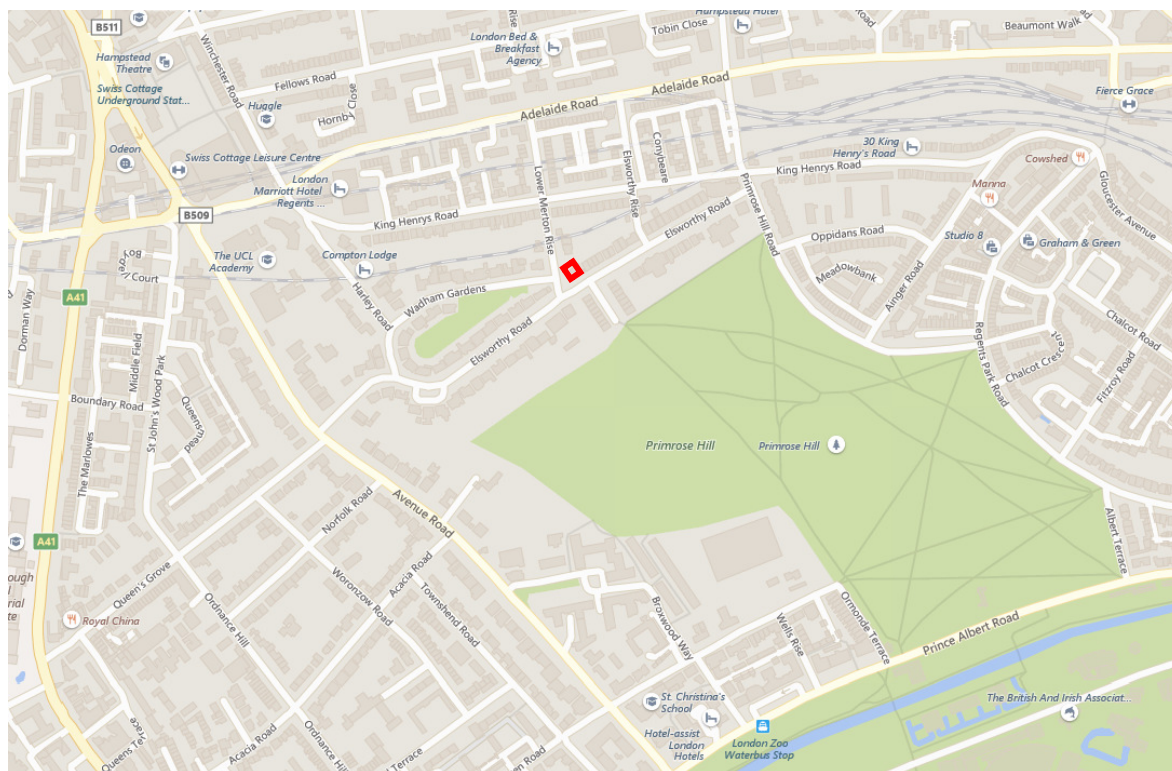 B511
Winchester Road
Rise
Tobin Close
Hampstead Hotel
Beaumont Walk
Hampstead
Theatre
London Bed &
Breakfast
Agency
Swiss Cottage
Underground Stat...
Fellows Road
Adelaide Road
Adelaide Road
Fierce Grace
Huggle
Hornby Close
Odeon
Swiss Cottage Leisure Centre
Lower Merton Rise
Elsworthy Rise
Conybeare
30 King
Henry's Road
Cowshed
London
Marriott Hotel
Regents ...
King Henrys Road
King Henrys Road
Primrose Hill Road
Manna
Gloucester Avenue
B509
Elsworthy Road
Oppidans Road
Studio 8
Graham & Green
Court
The UCL
Academy
Compton Lodge
Meadowbank
Ainger Road
A41
Dorman Way
Harley Road
Wadham Gardens
Elsworthy Road
Regents Park Road
Chalcot Road
Middle Field
St John's Wood Park
Chalcot Crescent
Fitzroy Road
Boundary Road
Queensmead
The Marlowes
Primrose Hill
Primrose Hill
Avenue Road
Norfolk Road
A41
Albert Terrace
Queen's Grove
Woronzow Road
Acacia Road
Townshend Road
Ordnance Hill
Broxwood Way
Wells Rise
Ormonde Terrace
Prince Albert Road
Royal China
St. Christina's
School
The British And Irish Associat...
Hotel-assist
London
Hotels
London Zoo
Waterbus Stop
Acacia Road
Ordnance Hill